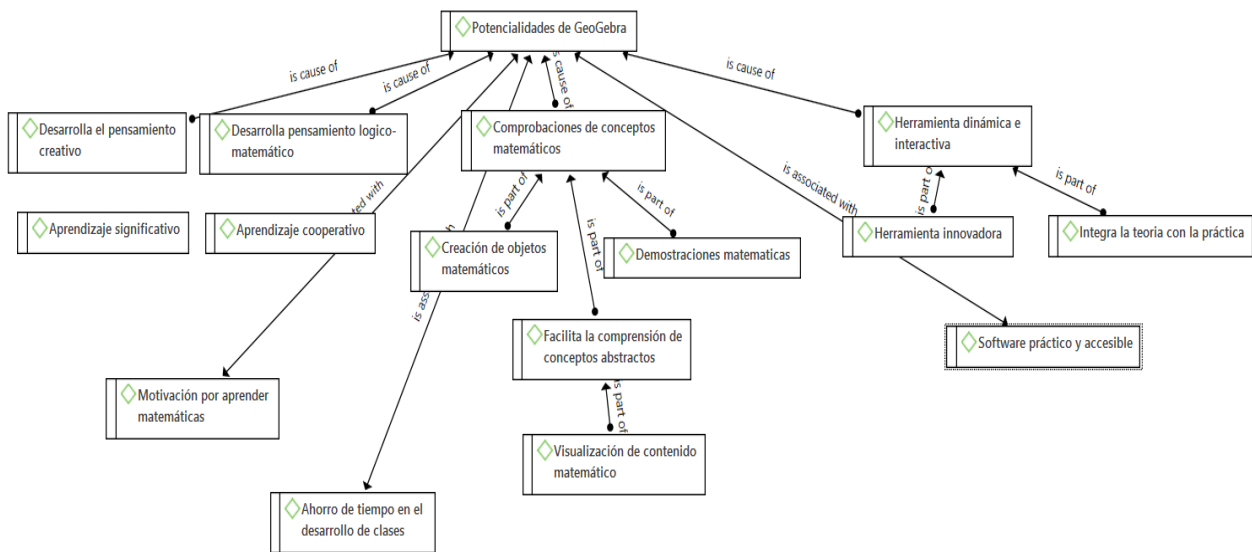 Potencialidades de GeoGebra
is cause of
is cause of
is cause of
is cause of
Desarrolla el pensamiento
creativo
Desarrolla pensamiento logico-
matemático
Comprobaciones de conceptos
matemáticos
Herramienta dinámica e
interactiva
with
is part of
is part of
is associated with
is part of
is part of
Aprendizaje significativo
Aprendizaje cooperativo
Creación de objetos
matemáticos
is part of
Demostraciones matematicas
Herramienta innovadora
Integra la teoria con la práctica
Facilita la comprensión de
conceptos abstractos
Software práctico y accesible
Motivación por aprender
matemáticas
is part of
Visualización de contenido
matemático
Ahorro de tiempo en el
desarrollo de clases